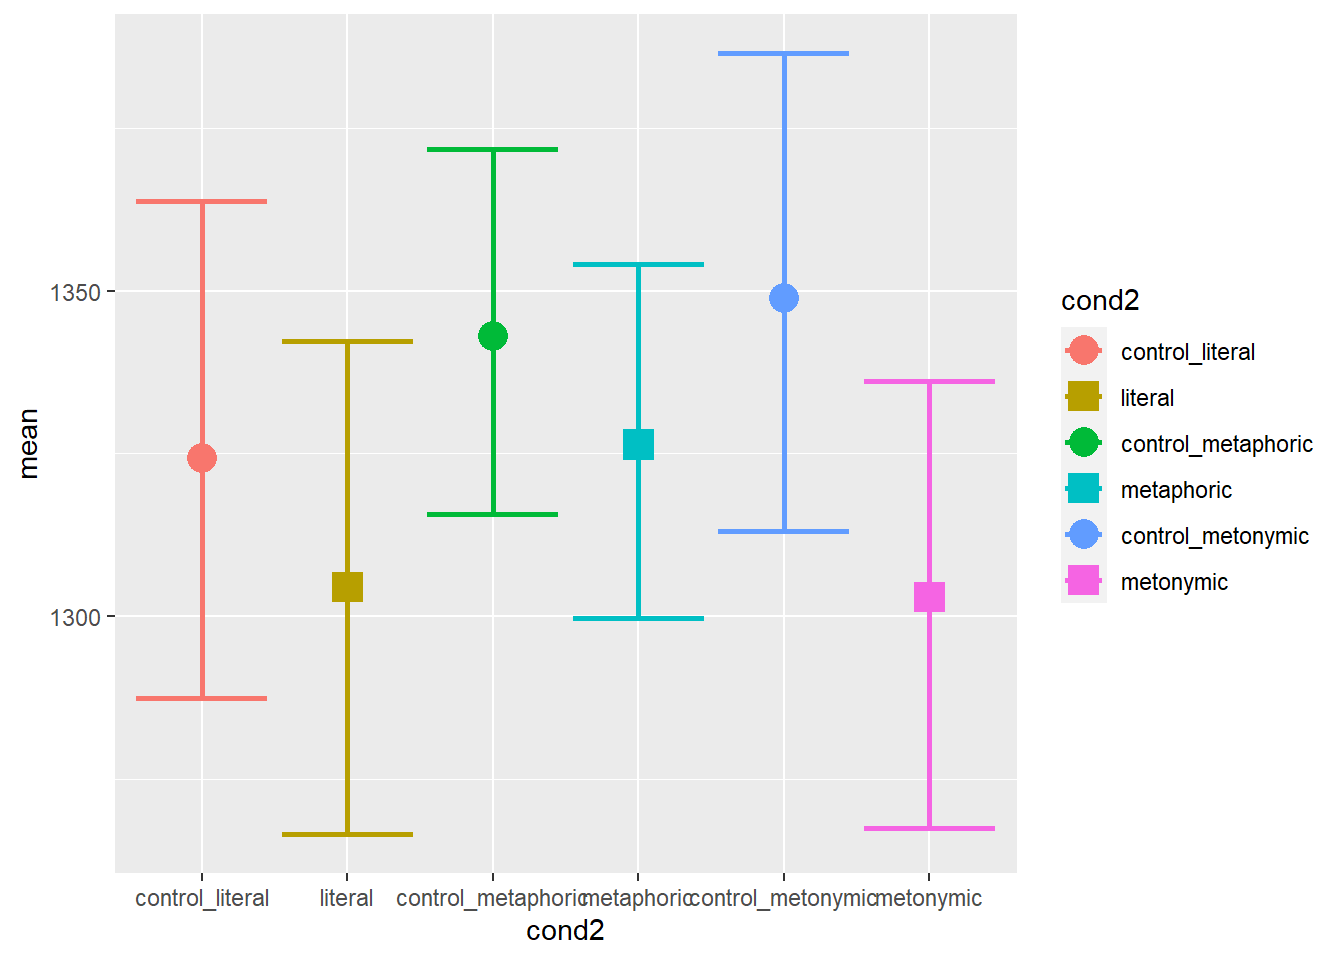 1350
1300
mean
control_literal
literal
control_metaphoric
metaphoric
control_metonymic
metonymic
cond2
cond2
control_literal
literal
control_metaphoric
metaphoric
control_metonymic
metonymic